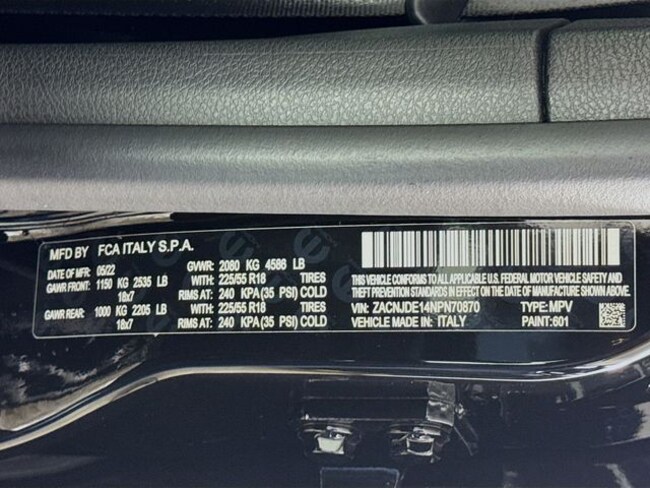 MFD BY FCA ITALY S.P.A.
DATE OF MFR: 05/22 GVWR: 2080 KG 4586 LB
GAWR FRONT: 1150 KG 2535 LB WITH: 225/55 R18 TIRES
18x7 RIMS AT: 240 KPA(35 PSI) COLD
GAWR REAR: 1000 KG 2205 LB WITH: 225/55 R18 TIRES
18x7 RIMS AT: 240 KPA(35 PSI) COLD
THIS VEHICLE CONFORMS TO ALL APPLICABLE U.S. FEDERAL MOTOR VEHICLE SAFETY AND
THEFT PREVENTION STANDARDS IN EFFECT ON THE DATE OF MANUFACTURE SHOWN ABOVE.
VIN: ZACNJDE14NPN70870 TYPE: MPV
VEHICLE MADE IN: ITALY PAINT: 601